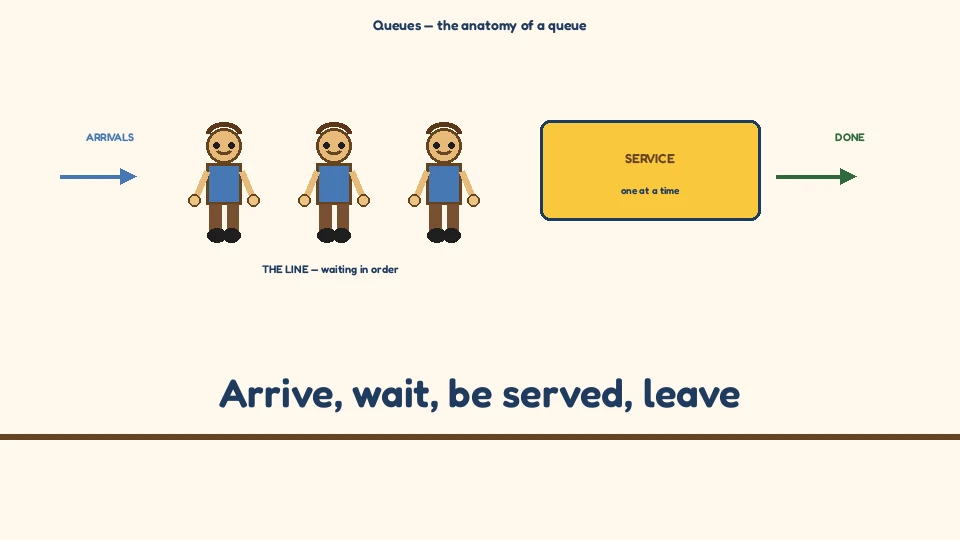 Queues — the anatomy of a queue
ARRIVALS
SERVICE
one at a time
DONE
THE LINE — waiting in order
Arrive, wait, be served, leave